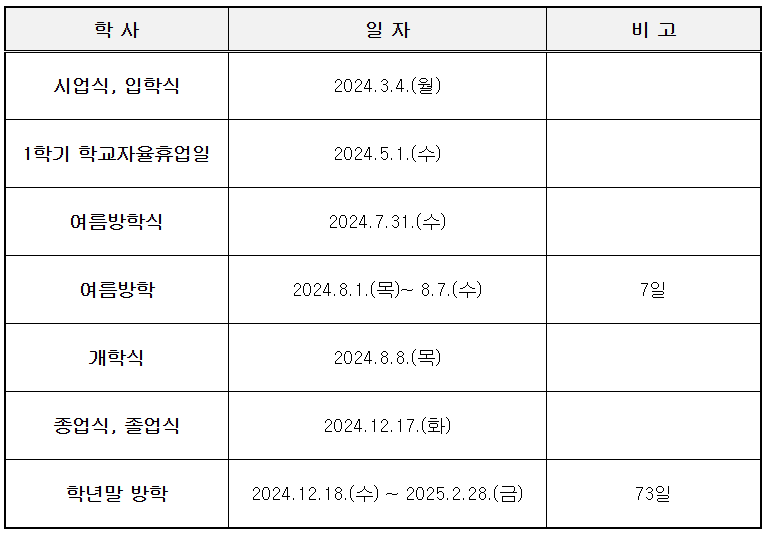 학 사 일 자 비 고
시업식, 입학식 2024.3.4.(월)
1학기 학교자율휴업일 2024.5.1.(수)
여름방학식 2024.7.31.(수)
여름방학 2024.8.1.(목)~ 8.7.(수) 7일
개학식 2024.8.8.(목)
종업식, 졸업식 2024.12.17.(화)
학년말 방학 2024.12.18.(수) ~ 2025.2.28.(금) 73일